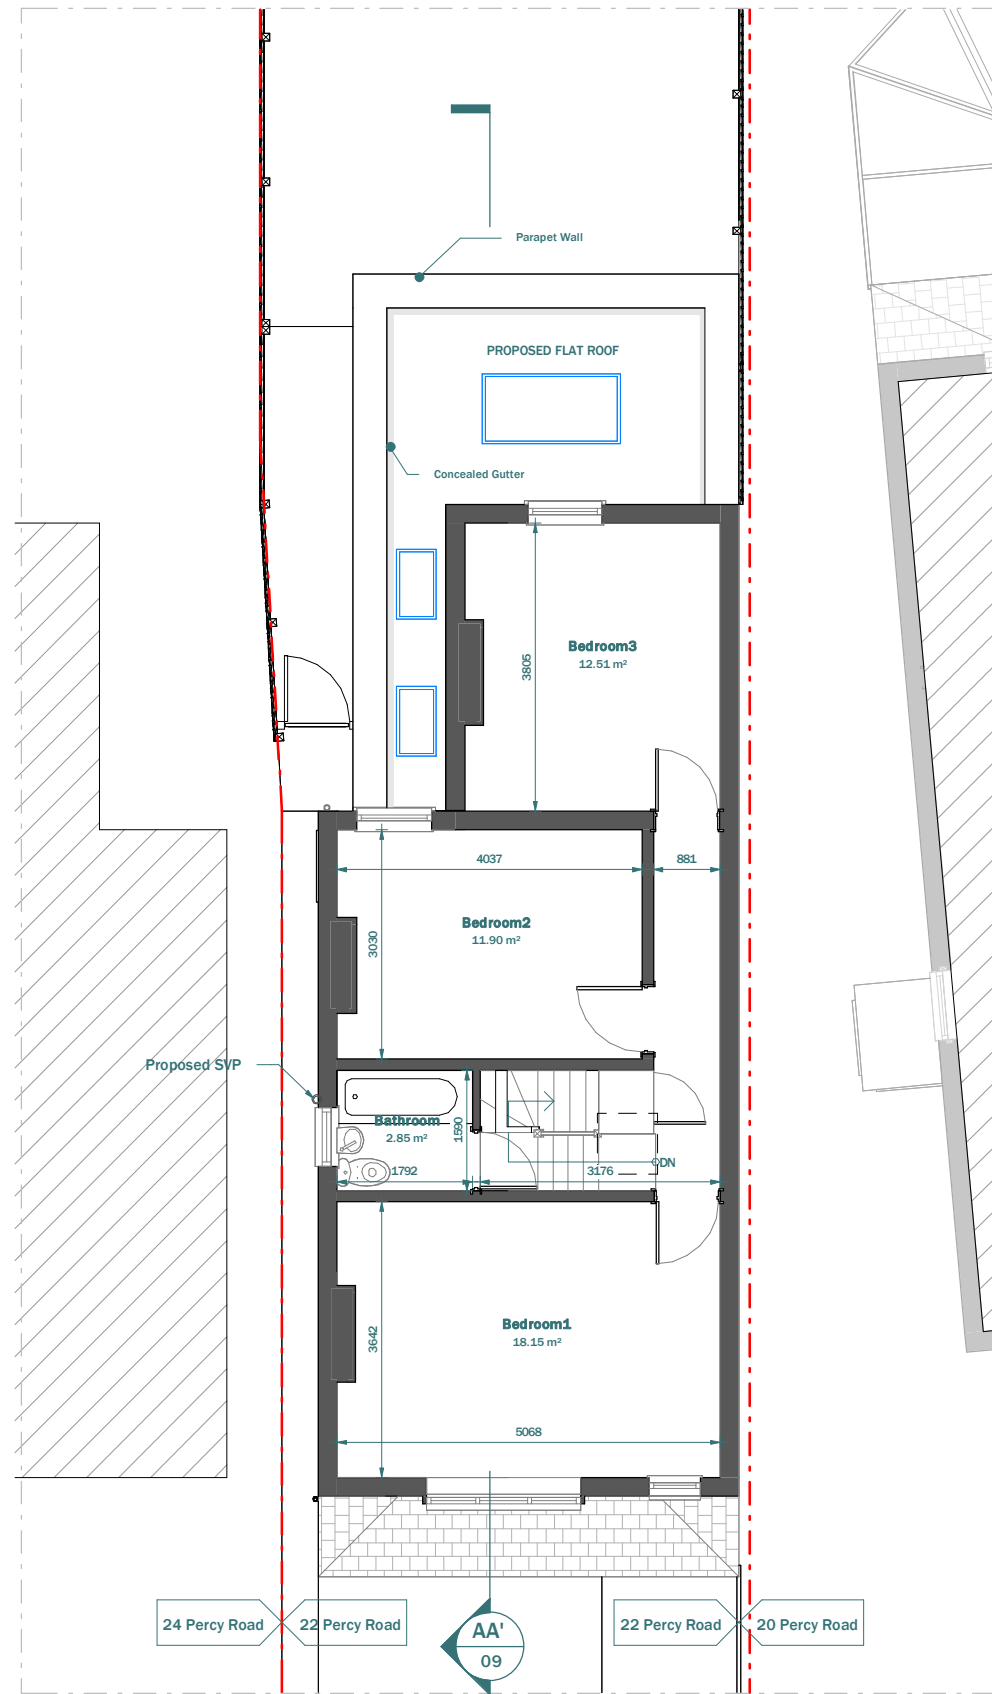 Parapet Wall
PROPOSED FLAT ROOF
Concealed Gutter
Bedroom3
12.51 m²
3805
4037
881
Bedroom2
11.90 m²
3030
Proposed SVP
Bathroom
2.85 m²
1590
1792
3176
DN
Bedroom1
18.15 m²
3642
5068
24 Percy Road
22 Percy Road
22 Percy Road
20 Percy Road
AA'
09